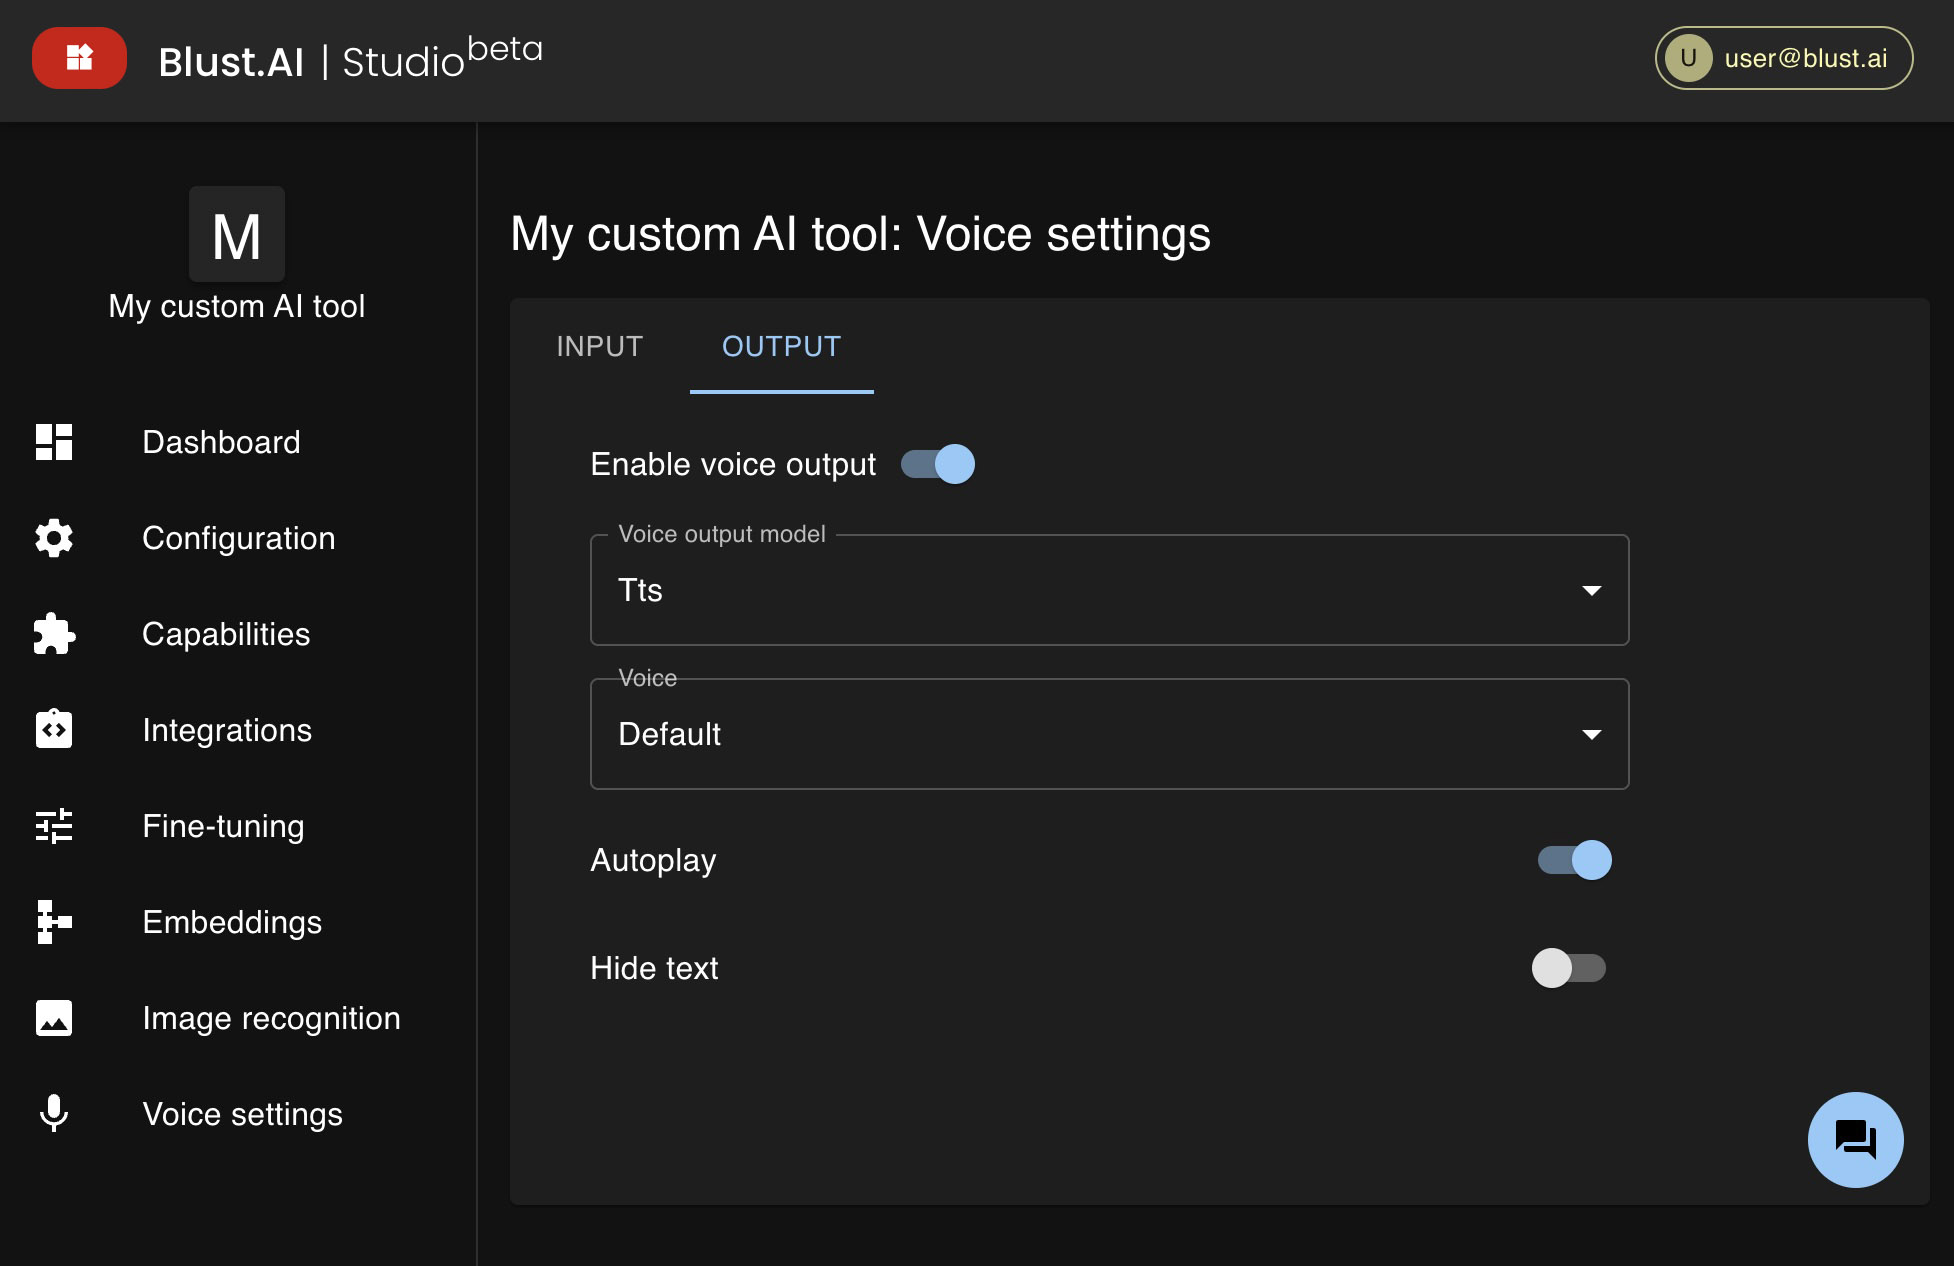 Blust.AI | Studio beta
U user@blust.ai
M
My custom AI tool
Dashboard
Configuration
Capabilities
Integrations
Fine-tuning
Embeddings
Image recognition
Voice settings
My custom AI tool: Voice settings
INPUT OUTPUT
Enable voice output
Voice output model
Tts
Voice
Default
Autoplay
Hide text